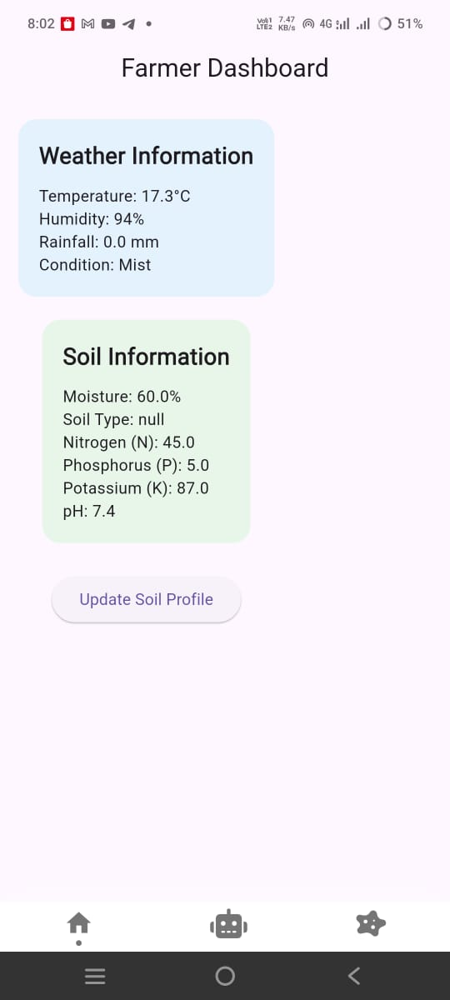 8:02 VoN1 LTE2 7.47 KB/s 4G 51%
Farmer Dashboard
Weather Information
Temperature: 17.3°C
Humidity: 94%
Rainfall: 0.0 mm
Condition: Mist
Soil Information
Moisture: 60.0%
Soil Type: null
Nitrogen (N): 45.0
Phosphorus (P): 5.0
Potassium (K): 87.0
pH: 7.4
Update Soil Profile